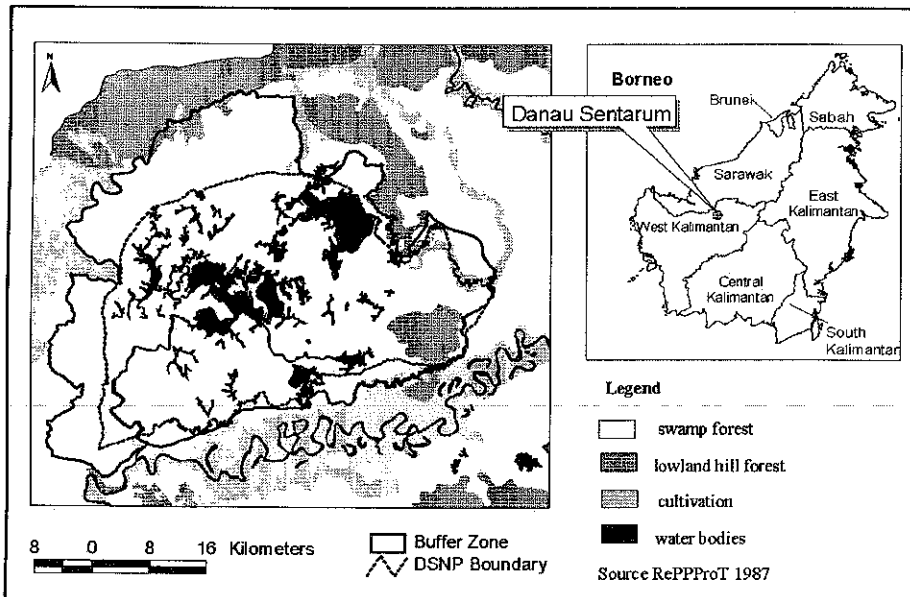 N
Borneo
Brunei
Danau Sentarum
Sabah
Sarawak
East
Kalimantan
West Kalimantan
Central
Kalimantan
South
Kalimantan
Legend
swamp forest
lowland hill forest
cultivation
water bodies
Source RePPProT 1987
8 0 8 16 Kilometers
Buffer Zone
DSNP Boundary